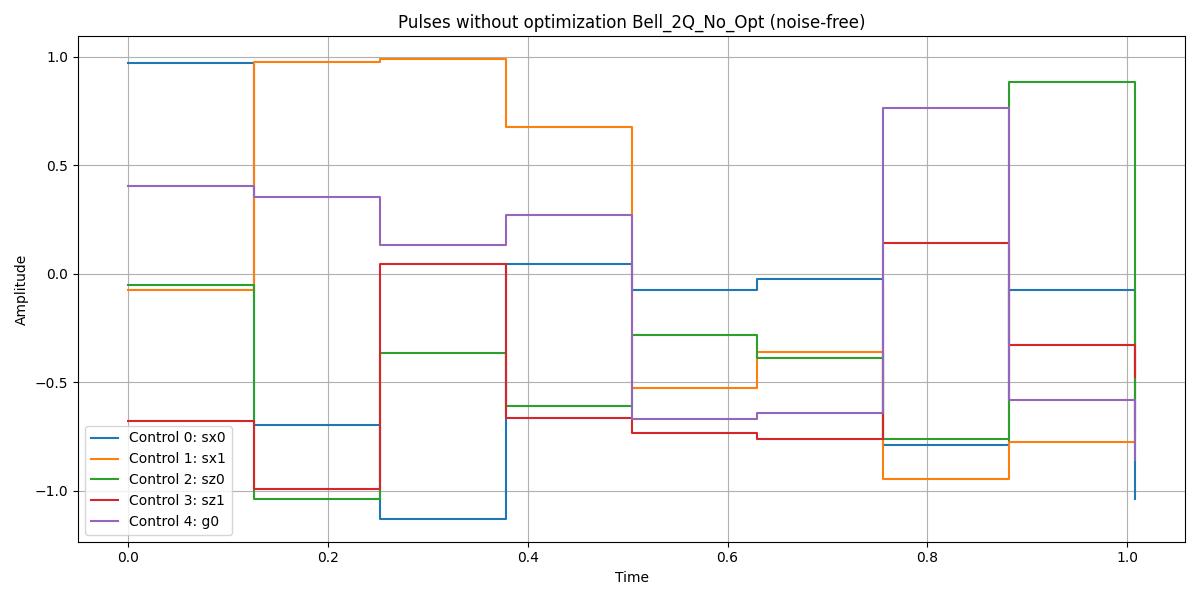 Pulses without optimization Bell_2Q_No_Opt (noise-free)
1.0
0.5
0.0
−0.5
−1.0
Amplitude
Control 0: sx0
Control 1: sx1
Control 2: sz0
Control 3: sz1
Control 4: g0
0.0 0.2 0.4 0.6 0.8 1.0
Time